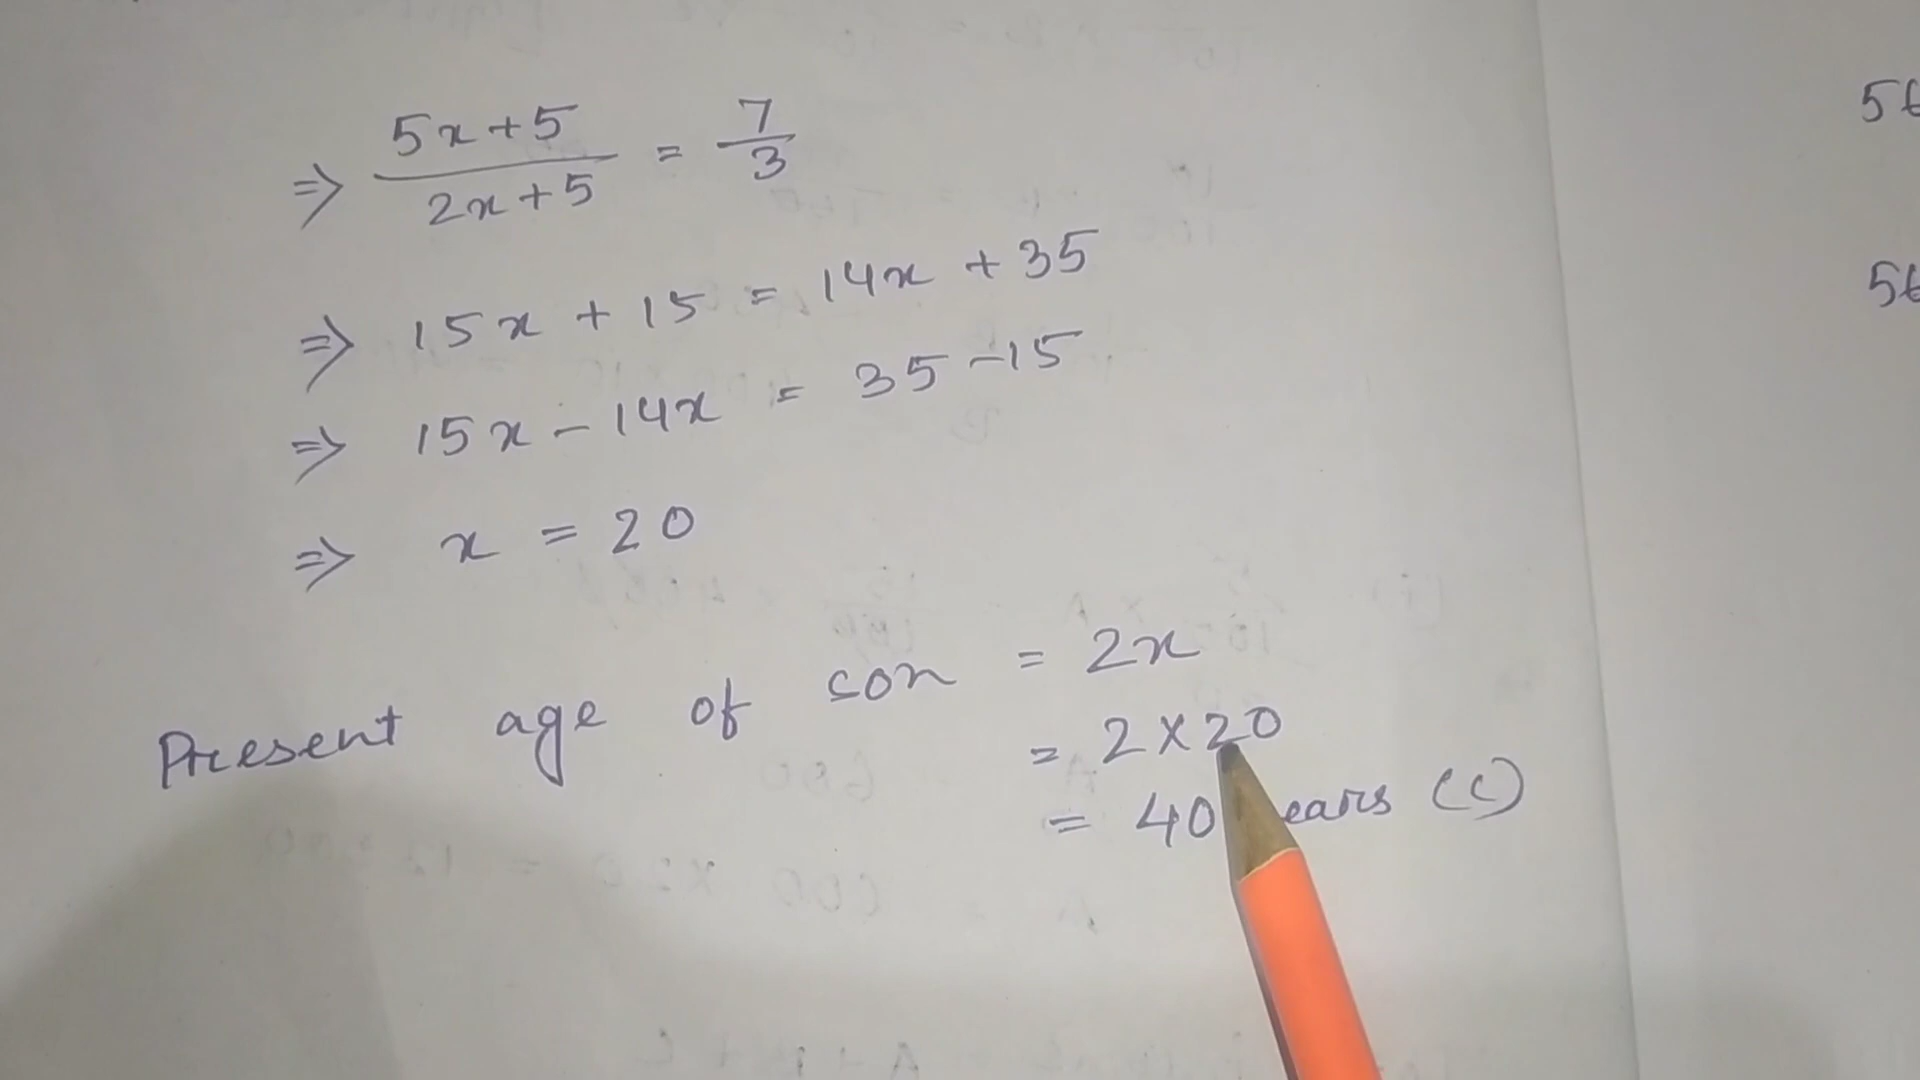 ⇒ (5x+5)/(2x+5) = 7/3
⇒ 15x + 15 = 14x + 35
⇒ 15x - 14x = 35 - 15
⇒ x = 20
Present age of son = 2x
= 2 × 20
= 40 ears (c)